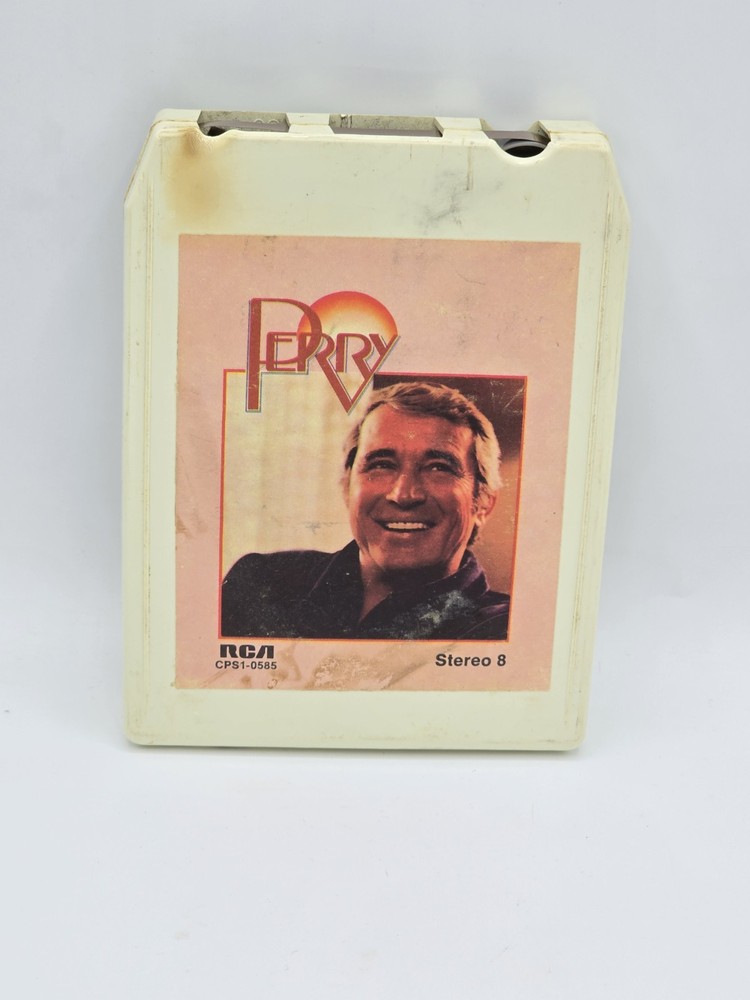 PERRY
RCA
CPS1-0585
Stereo 8